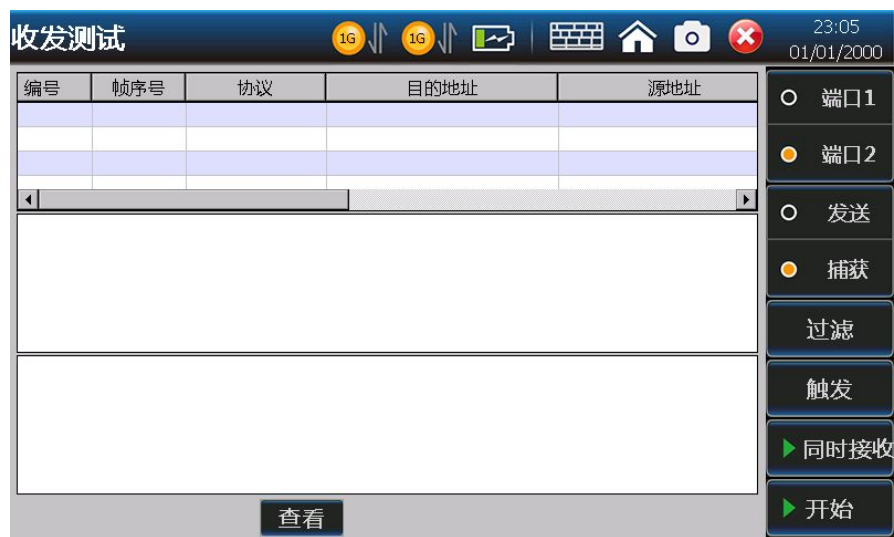 收发测试
1G
1G
23:05
01/01/2000
编号 帧序号 协议 目的地址 源地址
端口1
端口2
发送
捕获
过滤
触发
同时接收
开始
查看